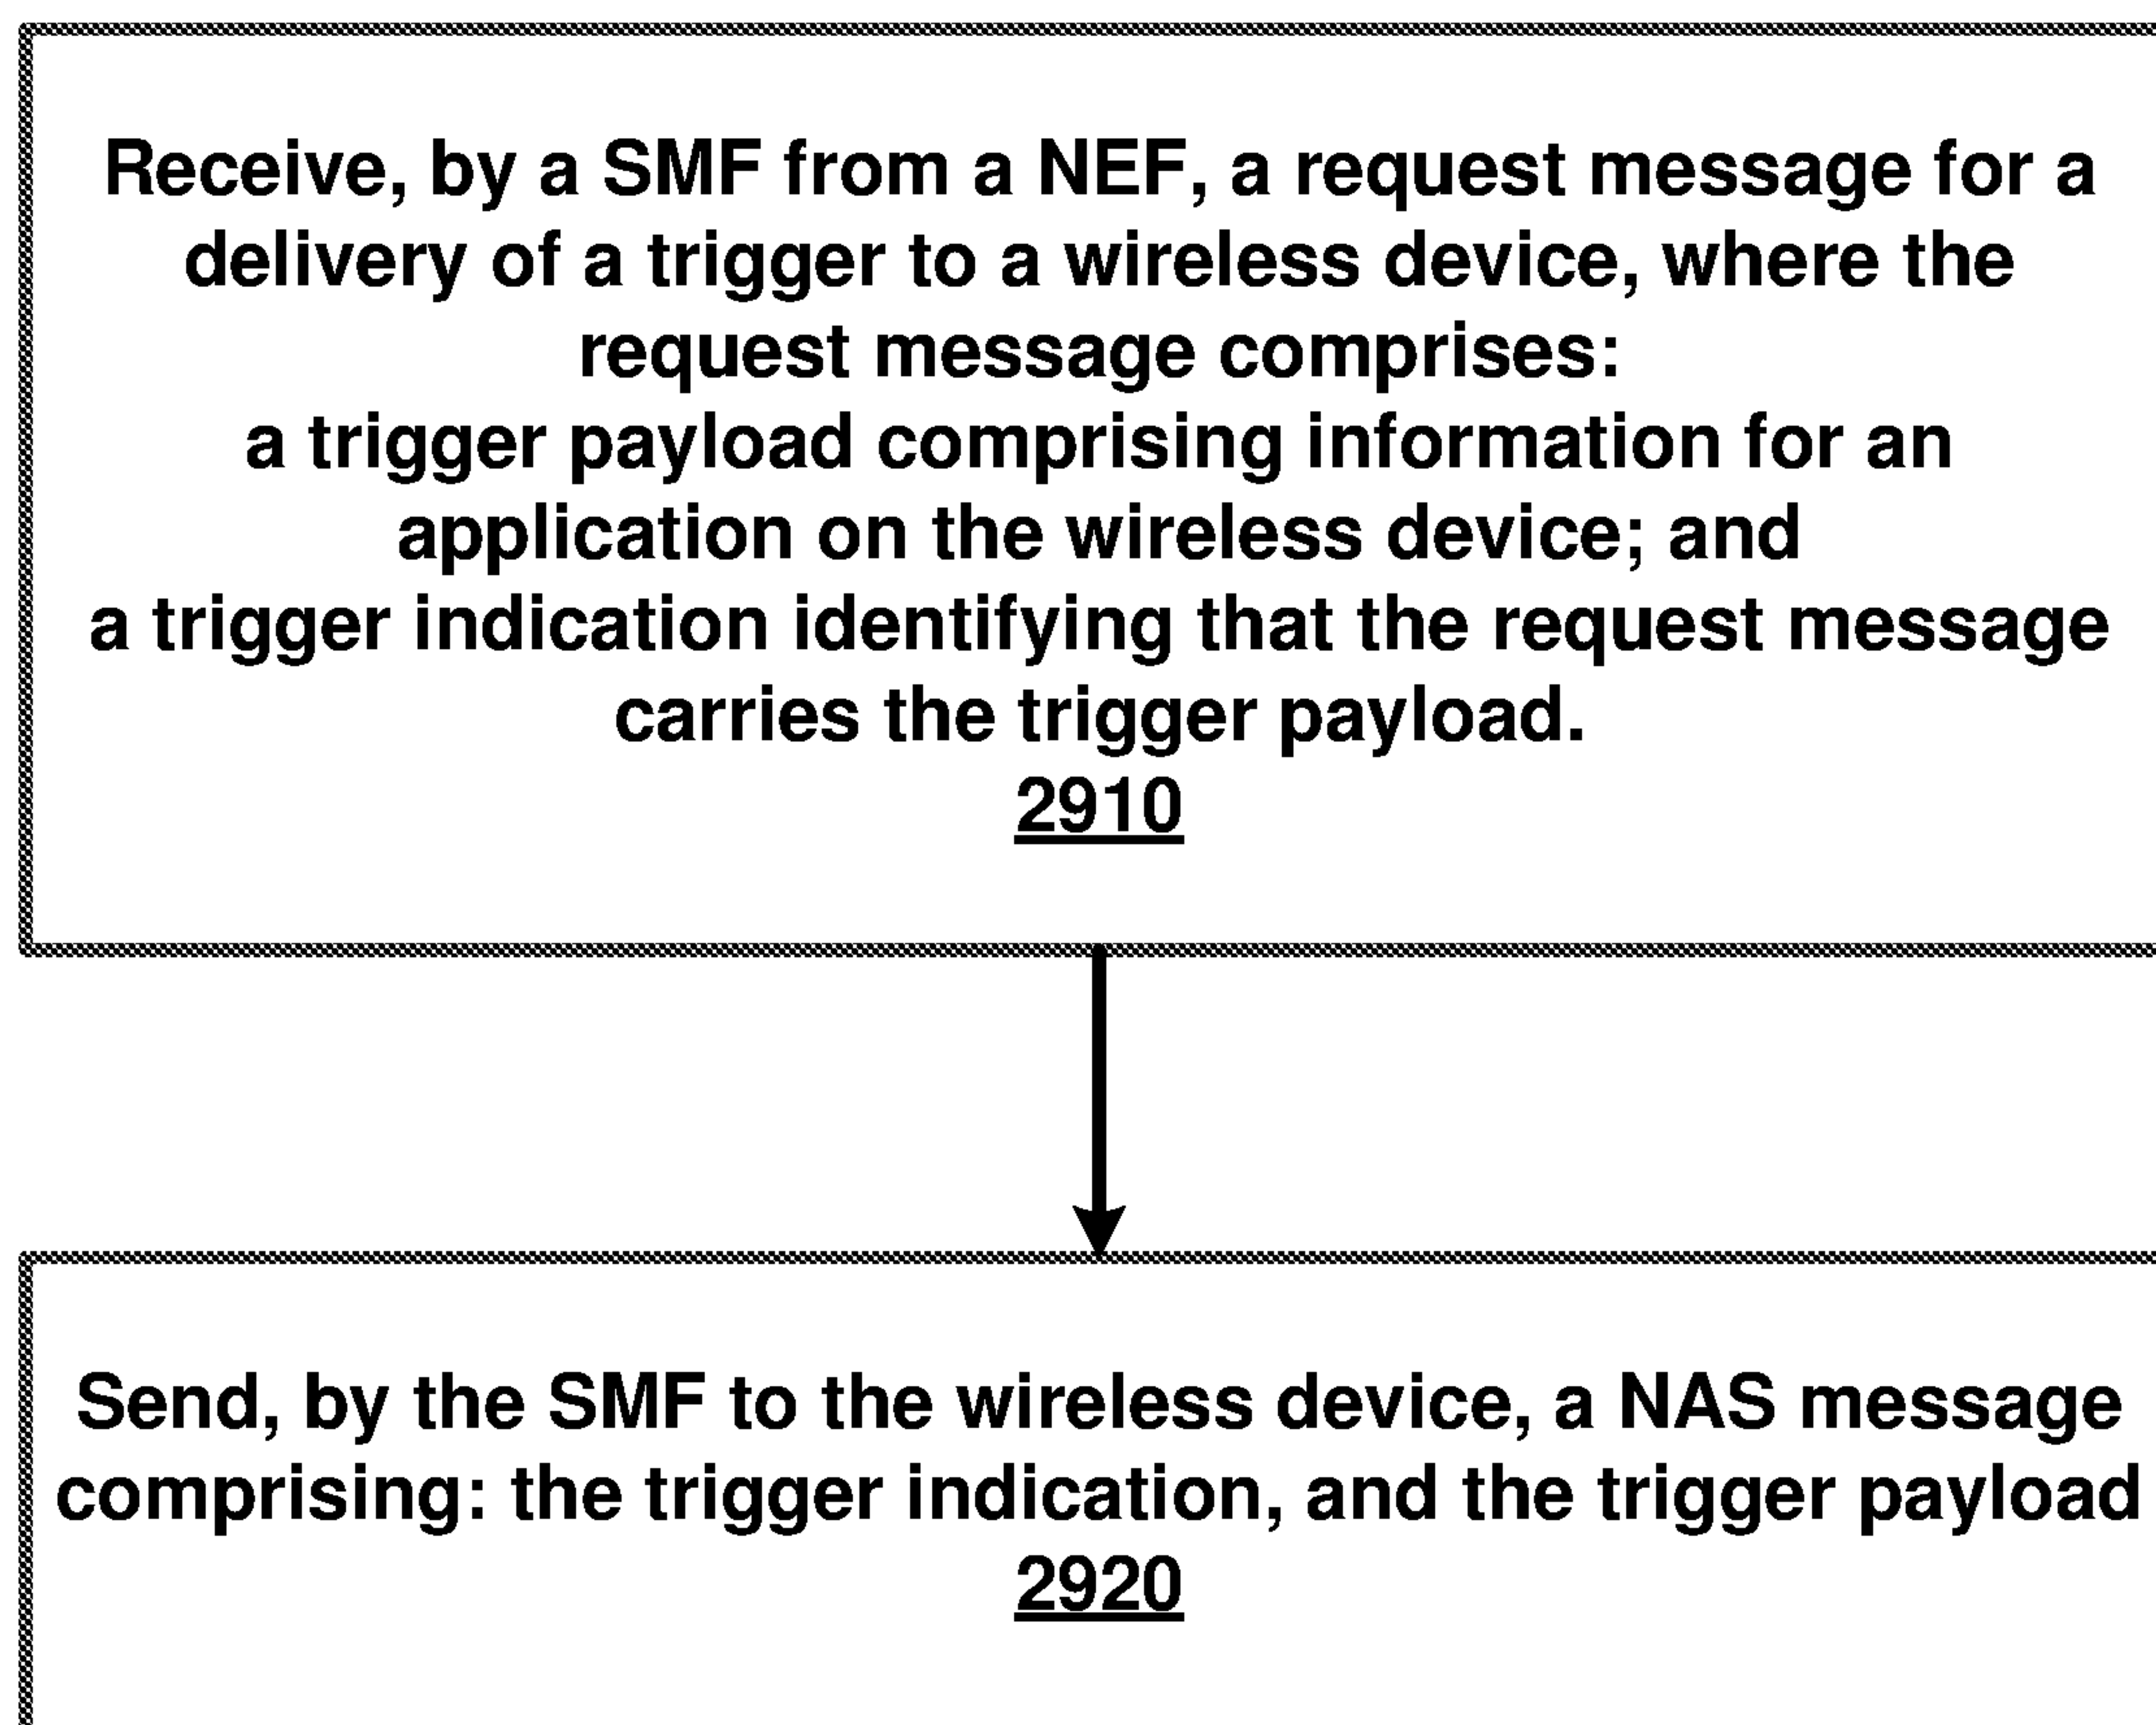 Receive, by a SMF from a NEF, a request message for a
delivery of a trigger to a wireless device, where the
request message comprises:
a trigger payload comprising information for an
application on the wireless device; and
a trigger indication identifying that the request message
carries the trigger payload.
2910
Send, by the SMF to the wireless device, a NAS message
comprising: the trigger indication, and the trigger payload
2920